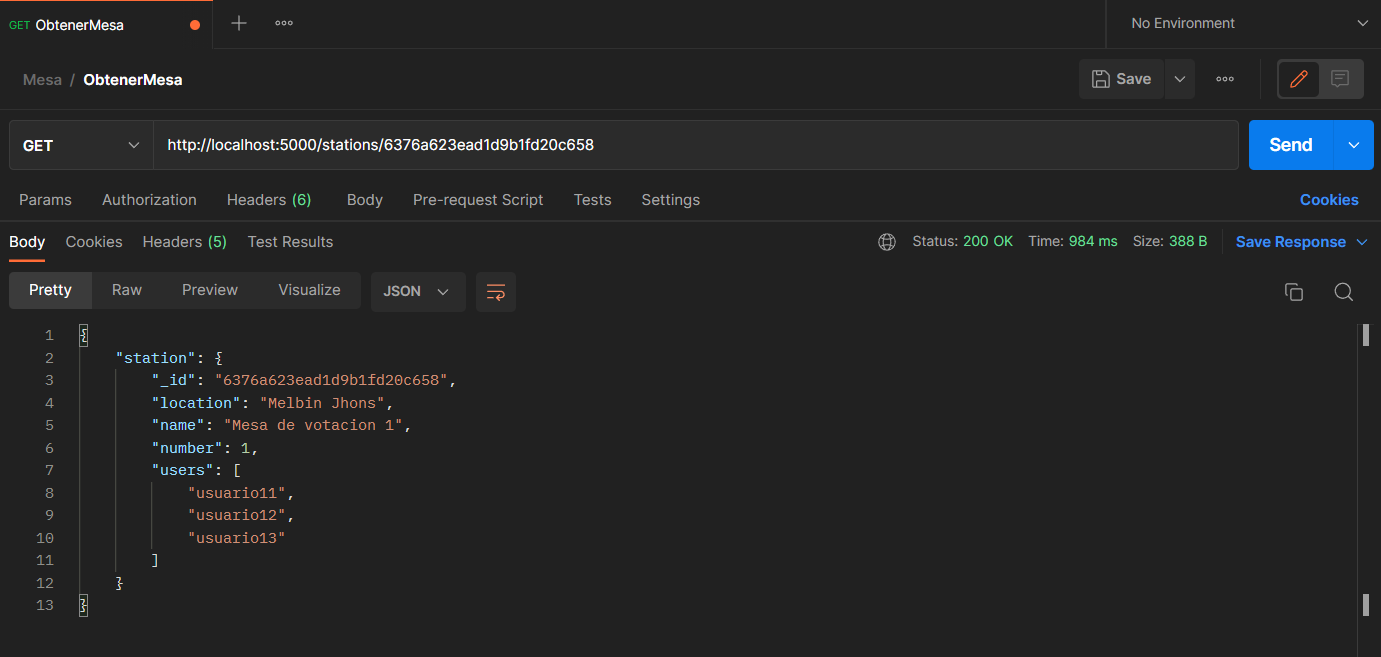 GET ObtenerMesa
No Environment
Mesa / ObtenerMesa
Save
GET
http://localhost:5000/stations/6376a623ead1d9b1fd20c658
Send
Params Authorization Headers (6) Body Pre-request Script Tests Settings Cookies
Body Cookies Headers (5) Test Results Status: 200 OK Time: 984 ms Size: 388 B Save Response
Pretty Raw Preview Visualize JSON
1 {
2 "station": {
3 "_id": "6376a623ead1d9b1fd20c658",
4 "location": "Melbin Jhons",
5 "name": "Mesa de votacion 1",
6 "number": 1,
7 "users": [
8 "usuario11",
9 "usuario12",
10 "usuario13"
11 ]
12 }
13 }